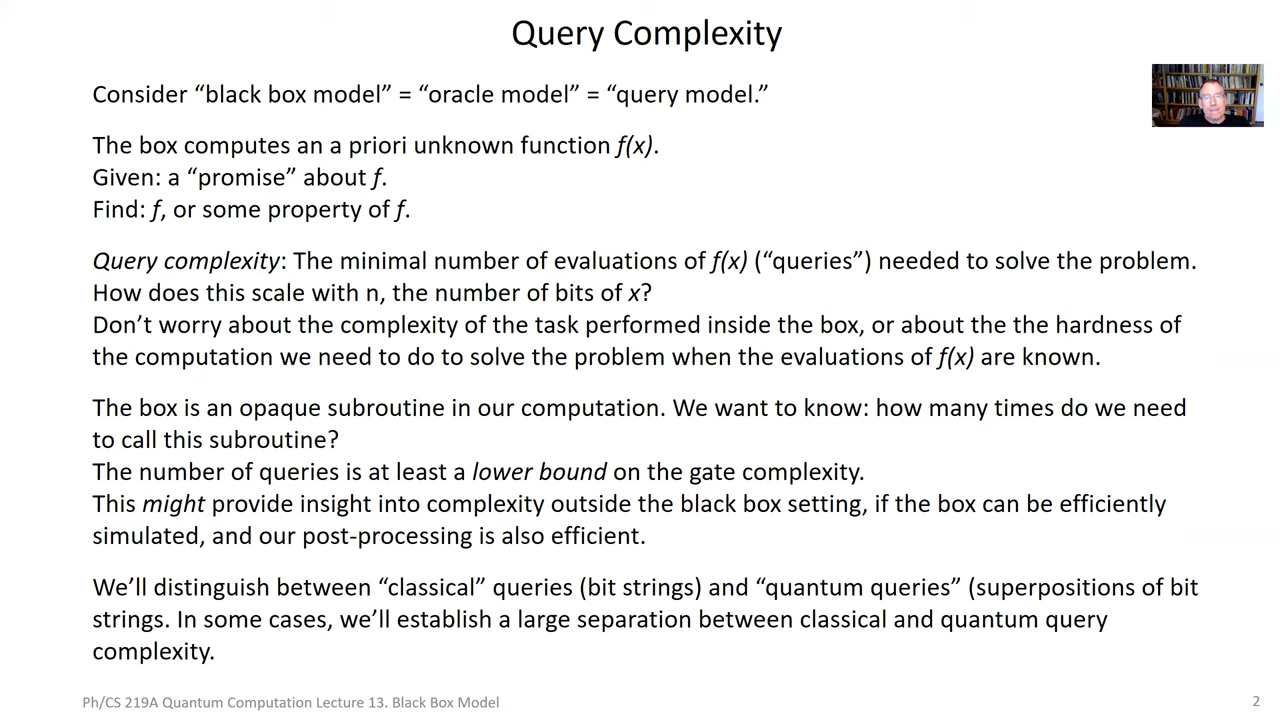 Query Complexity
Consider “black box model” = “oracle model” = “query model.”
The box computes an a priori unknown function f(x).
Given: a “promise” about f.
Find: f, or some property of f.
Query complexity: The minimal number of evaluations of f(x) (“queries”) needed to solve the problem.
How does this scale with n, the number of bits of x?
Don’t worry about the complexity of the task performed inside the box, or about the the hardness of
the computation we need to do to solve the problem when the evaluations of f(x) are known.
The box is an opaque subroutine in our computation. We want to know: how many times do we need
to call this subroutine?
The number of queries is at least a lower bound on the gate complexity.
This might provide insight into complexity outside the black box setting, if the box can be efficiently
simulated, and our post-processing is also efficient.
We’ll distinguish between “classical” queries (bit strings) and “quantum queries” (superpositions of bit
strings. In some cases, we’ll establish a large separation between classical and quantum query
complexity.
Ph/CS 219A Quantum Computation Lecture 13. Black Box Model
2